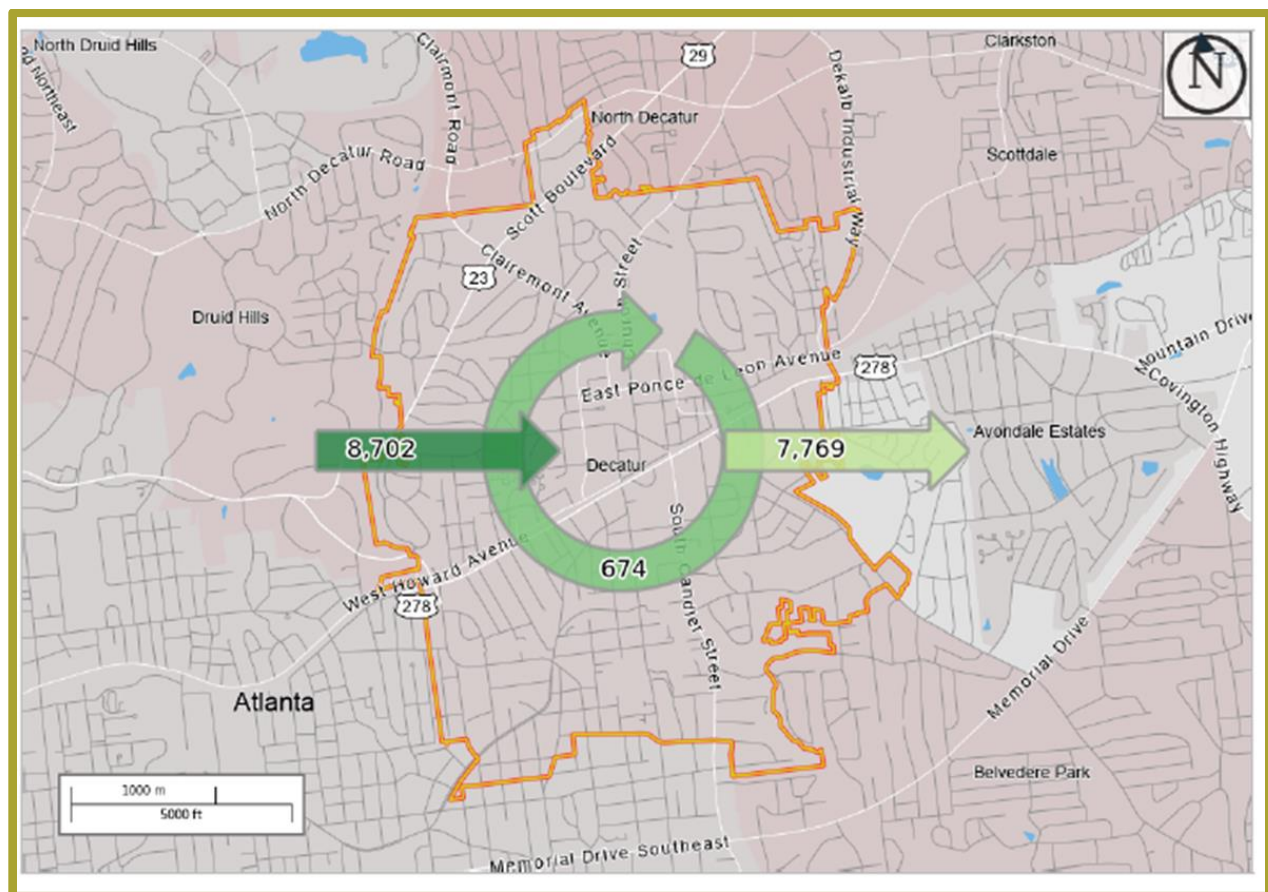 North Druid Hills
Clairmont Road
29
Clarkston
N
North Decatur
Dekalb Industrial Way
Scottdale
North Decatur Road
Scott Boulevard
Clairemont Avenue
Street
23
Druid Hills
East Ponce de Leon Avenue
278
Mountain Drive
Covington Highway
8,702
7,769
Avondale Estates
Decatur
South Candler Street
West Howard Avenue
674
278
Atlanta
Memorial Drive
Belvedere Park
1000 m
5000 ft
Memorial Drive Southeast